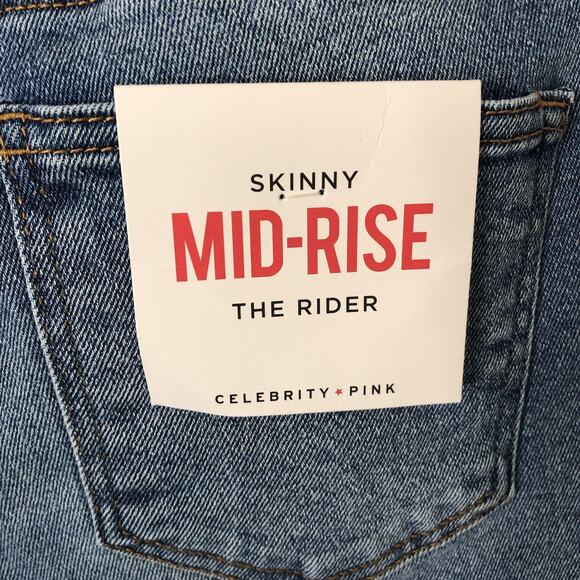 SKINNY
MID-RISE
THE RIDER
CELEBRITY★PINK